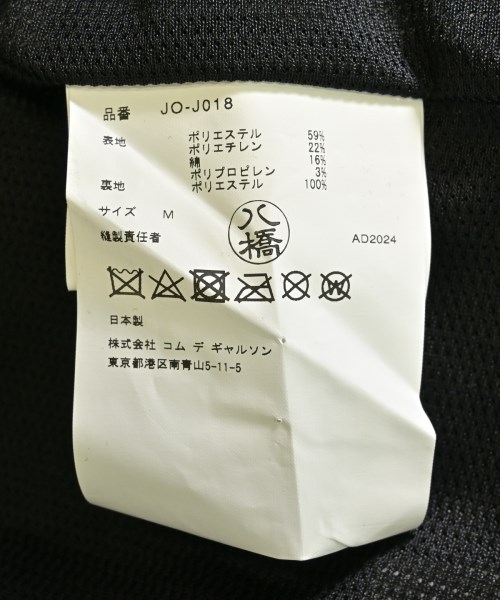 品番 JO-J018
表地 ポリエステル 59%
ポリエチレン 22%
綿 16%
ポリプロピレン 3%
裏地 ポリエステル 100%
サイズ M
縫製責任者 八橋 AD2024
W
日本製
株式会社 コム デ ギャルソン
東京都港区南青山5-11-5